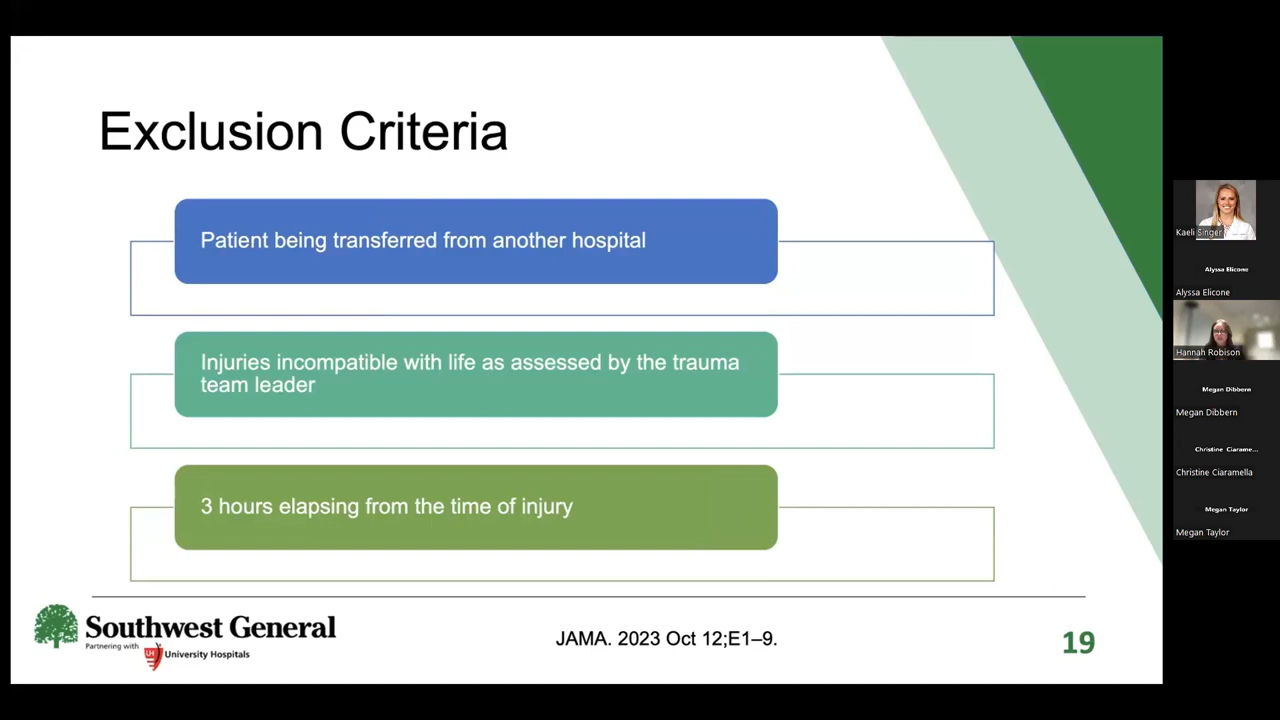 Exclusion Criteria
Patient being transferred from another hospital
Injuries incompatible with life as assessed by the trauma
team leader
3 hours elapsing from the time of injury
Southwest General
Partnering with
UH University Hospitals
JAMA. 2023 Oct 12;E1–9.
19
Kaeli Singer
Alyssa Elicone
Alyssa Elicone
Hannah Robison
Megan Dibbern
Megan Dibbern
Christine Ciarame...
Christine Ciaramella
Megan Taylor
Megan Taylor